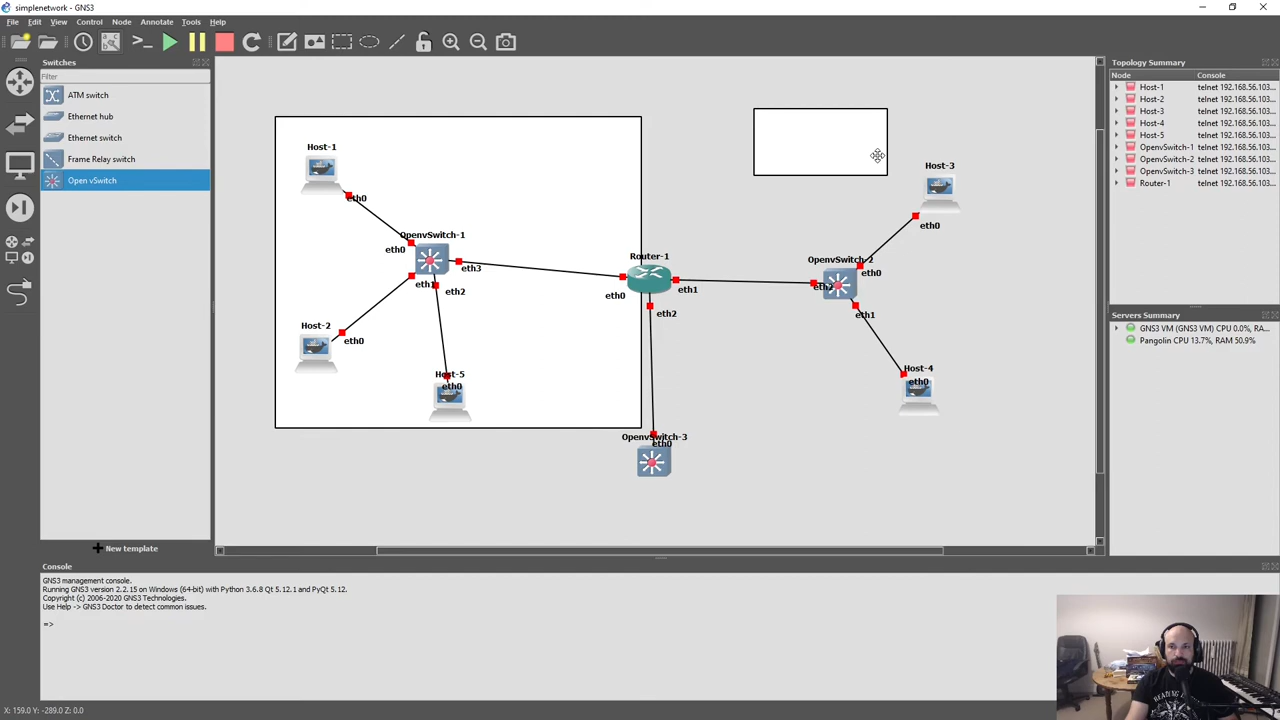 simplenetwork - GNS3
File Edit View Control Node Annotate Tools Help
Switches
Filter
ATM switch
Ethernet hub
Ethernet switch
Frame Relay switch
Open vSwitch
New template
Host-1
eth0
OpenvSwitch-1
eth0
eth3
eth1
eth2
Host-2
eth0
Host-5
eth0
Router-1
eth0
eth1
eth2
OpenvSwitch-3
eth0
Host-3
eth0
OpenvSwitch-2
eth0
eth2
eth1
Host-4
eth0
Topology Summary
Node Console
Host-1 telnet 192.168.56.103...
Host-2 telnet 192.168.56.103...
Host-3 telnet 192.168.56.103...
Host-4 telnet 192.168.56.103...
Host-5 telnet 192.168.56.103...
OpenvSwitch-1 telnet 192.168.56.103...
OpenvSwitch-2 telnet 192.168.56.103...
OpenvSwitch-3 telnet 192.168.56.103...
Router-1 telnet 192.168.56.103...
Servers Summary
GNS3 VM (GNS3 VM) CPU 0.0%, RA...
Pangolin CPU 13.7%, RAM 50.9%
Console
GNS3 management console.
Running GNS3 version 2.2.15 on Windows (64-bit) with Python 3.6.8 Qt 5.12.1 and PyQt 5.12.
Copyright (c) 2006-2020 GNS3 Technologies.
Use Help -> GNS3 Doctor to detect common issues.
=>
X: 159.0 Y: -289.0 Z: 0.0
READING